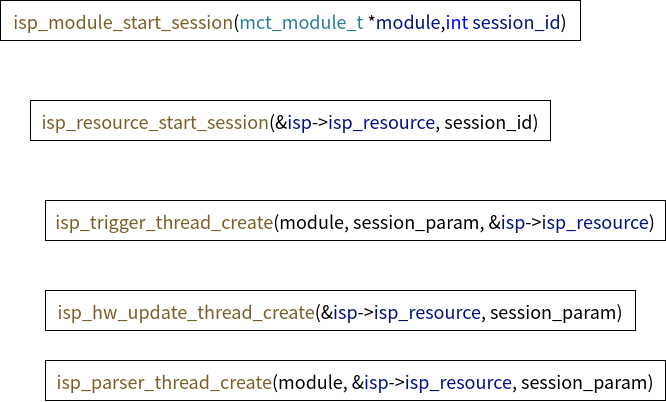 isp_module_start_session(mct_module_t *module,int session_id)
isp_resource_start_session(&isp->isp_resource, session_id)
isp_trigger_thread_create(module, session_param, &isp->isp_resource)
isp_hw_update_thread_create(&isp->isp_resource, session_param)
isp_parser_thread_create(module, &isp->isp_resource, session_param)